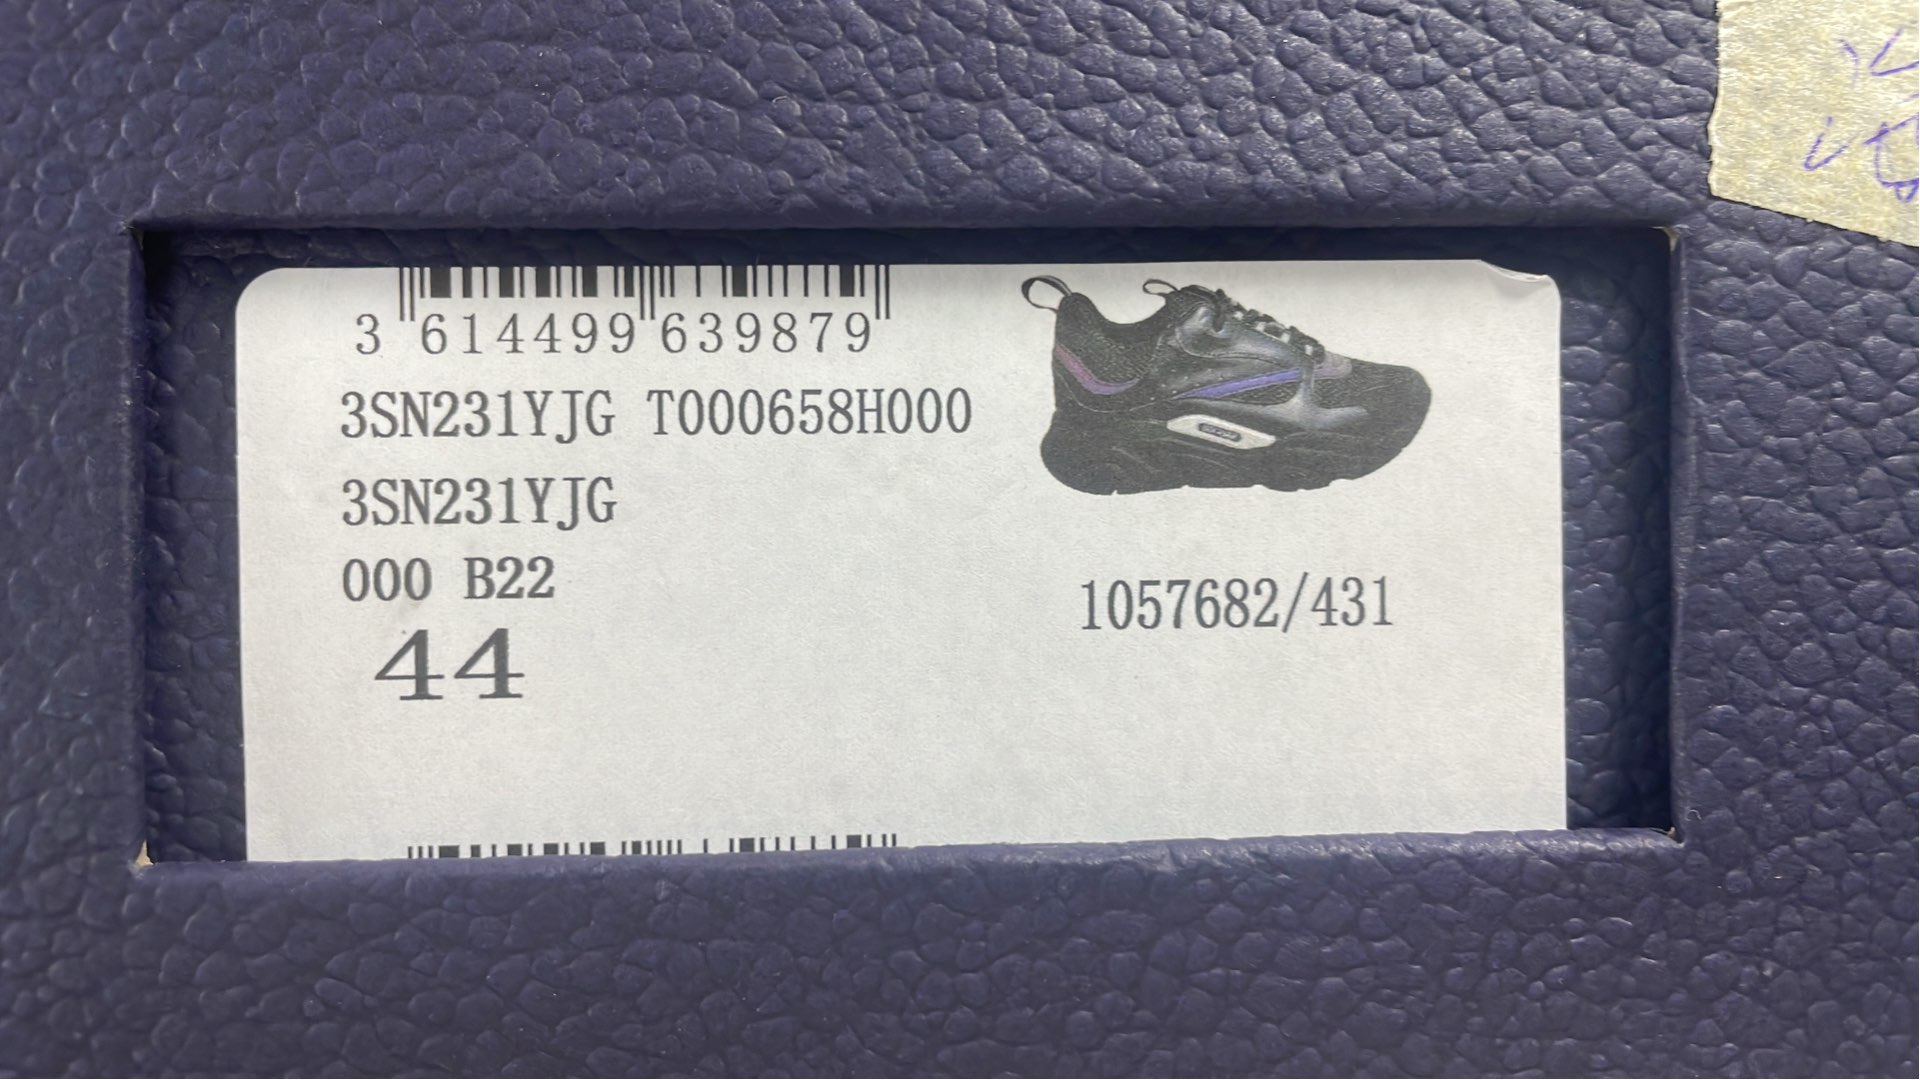 3 614499 639879
3SN231YJG T000658H000
3SN231YJG
000 B22
44
1057682/431